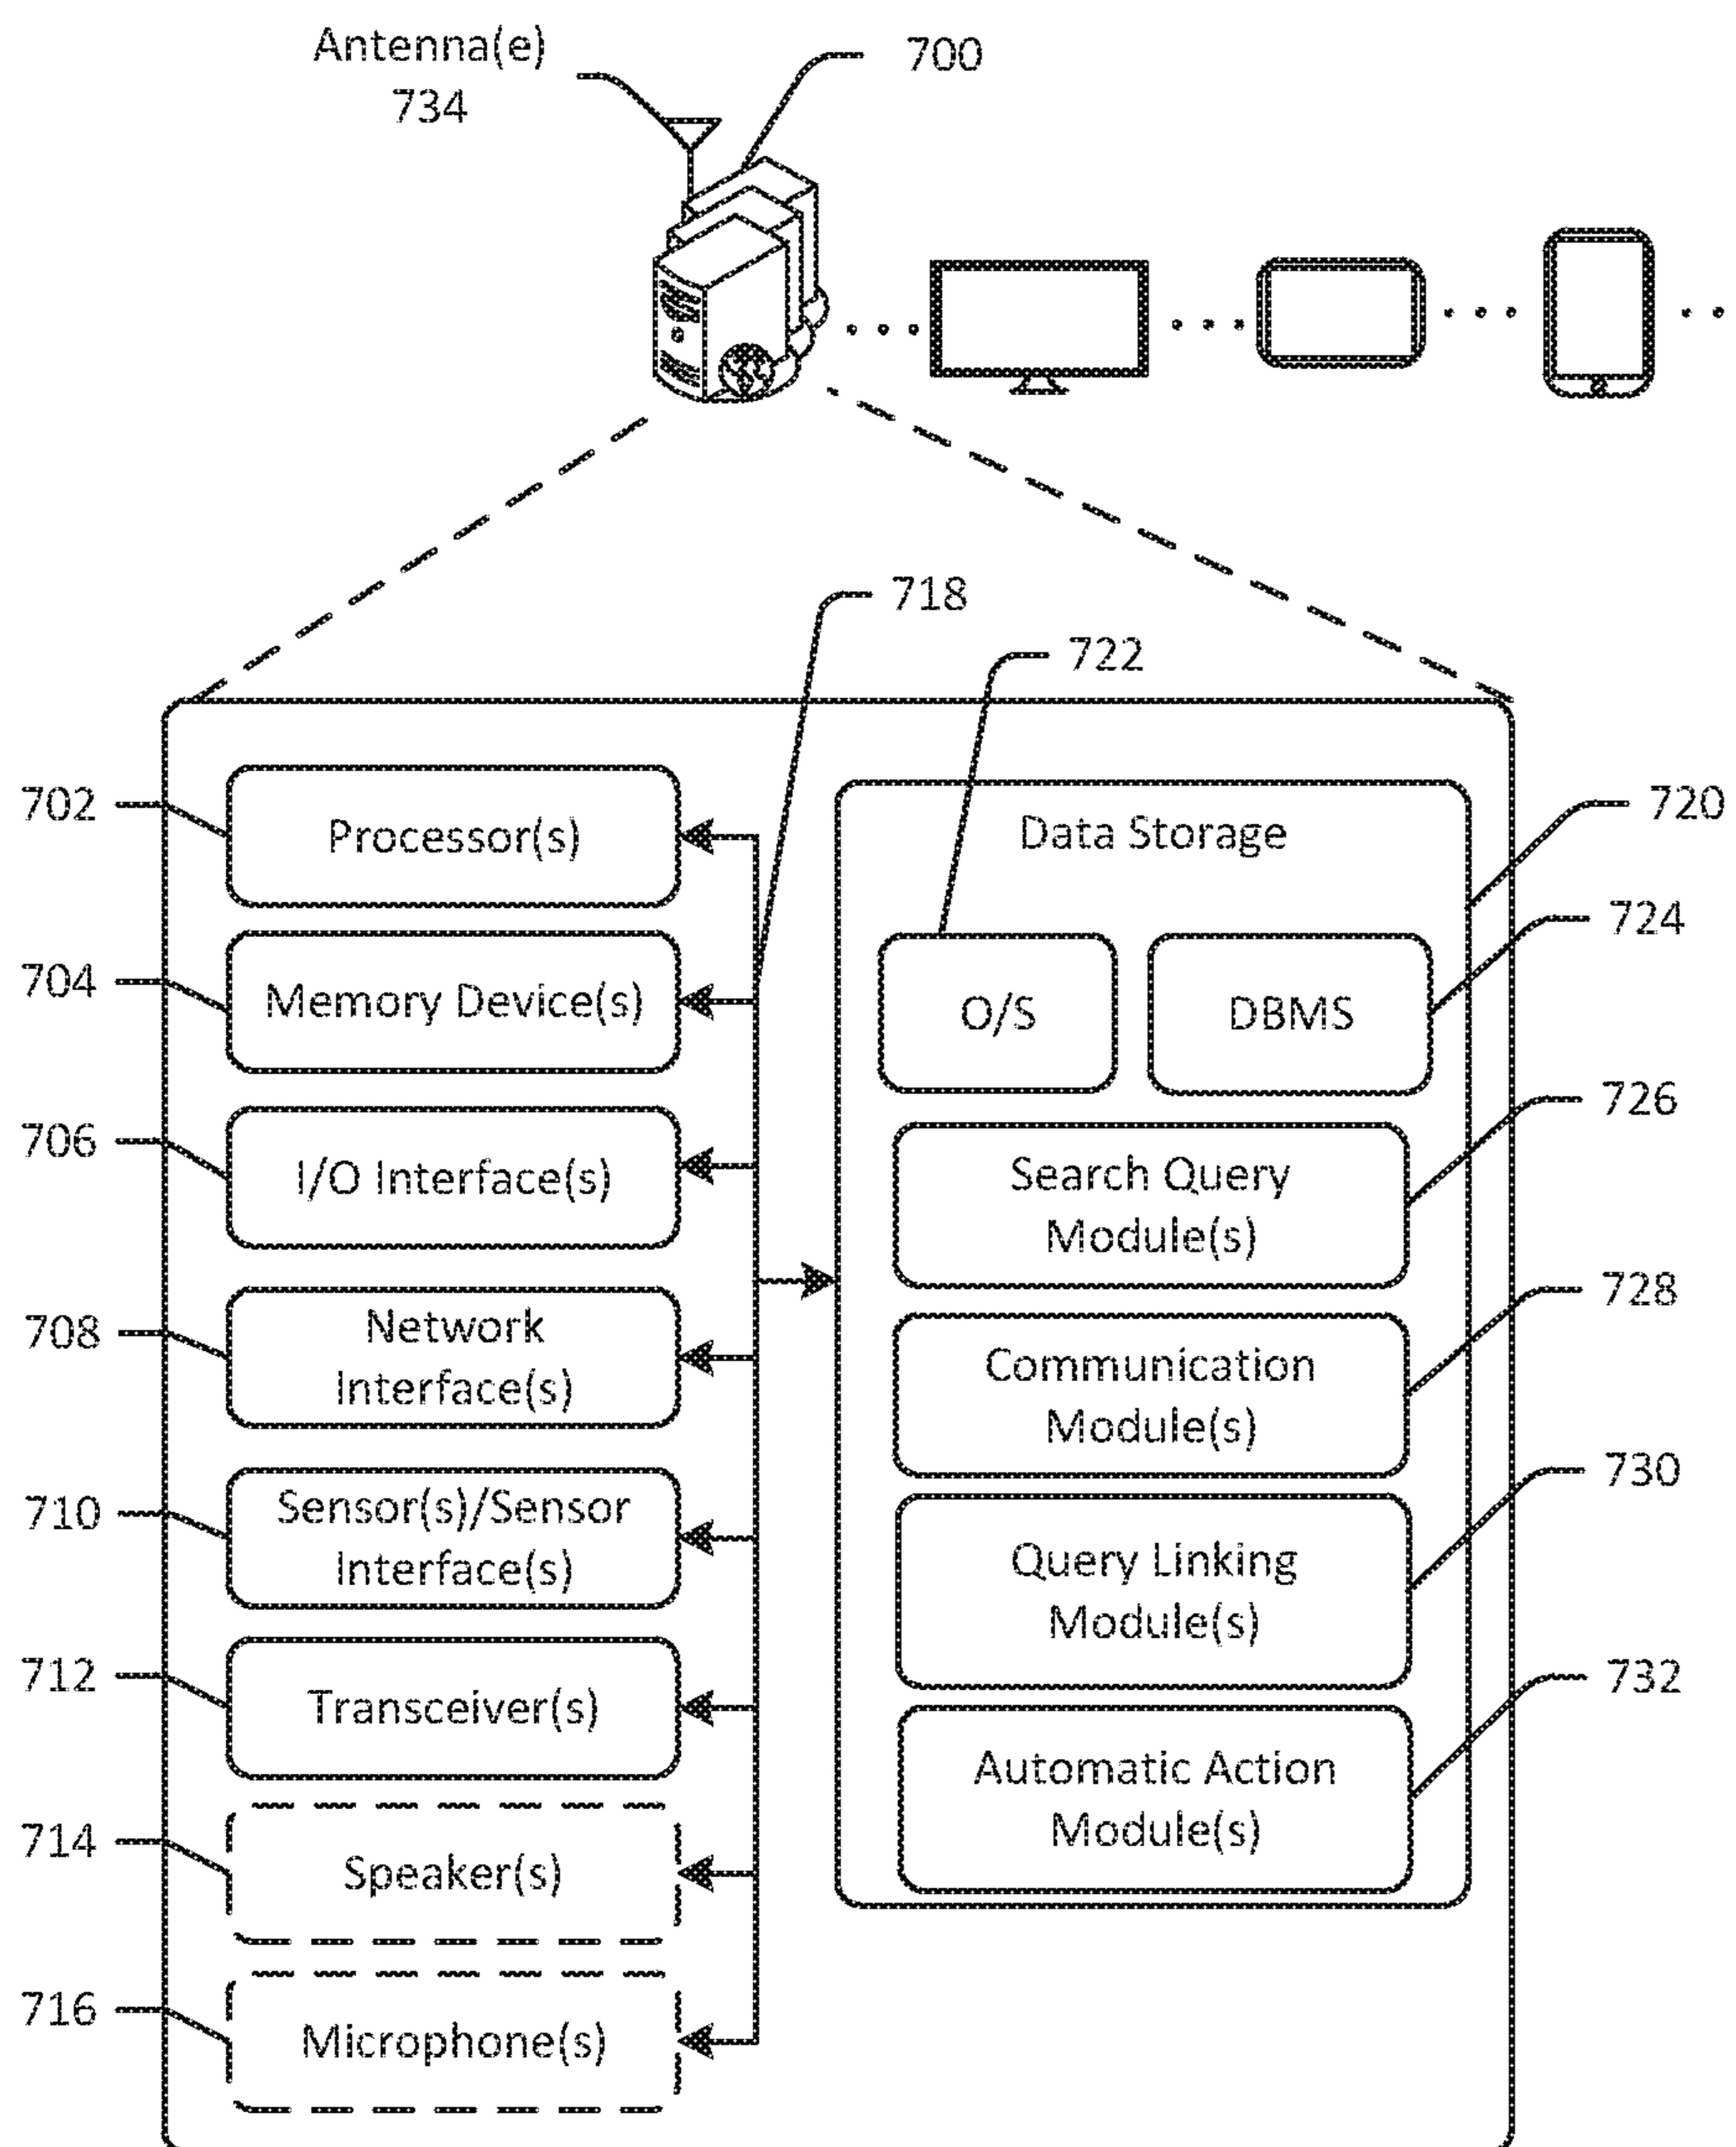 Antenna(e)
734
700
718
722
702
Processor(s)
Data Storage
720
724
704
Memory Device(s)
O/S
DBMS
726
706
I/O Interface(s)
Search Query
Module(s)
728
708
Network
Interface(s)
Communication
Module(s)
730
710
Sensor(s)/Sensor
Interface(s)
Query Linking
Module(s)
732
712
Transceiver(s)
Automatic Action
Module(s)
714
Speaker(s)
716
Microphone(s)